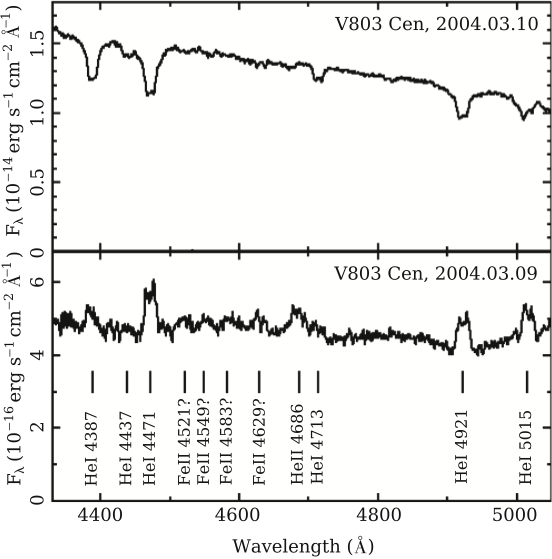 V803 Cen, 2004.03.10
1.5
1.0
0.5
0
Fλ (10⁻¹⁴ erg s⁻¹ cm⁻² Å⁻¹)
V803 Cen, 2004.03.09
6
4
2
0
Fλ (10⁻¹⁶ erg s⁻¹ cm⁻² Å⁻¹)
HeI 4387
HeI 4437
HeI 4471
FeII 4521?
FeII 4549?
FeII 4583?
FeII 4629?
HeII 4686
HeI 4713
HeI 4921
HeI 5015
4400 4600 4800 5000
Wavelength (Å)